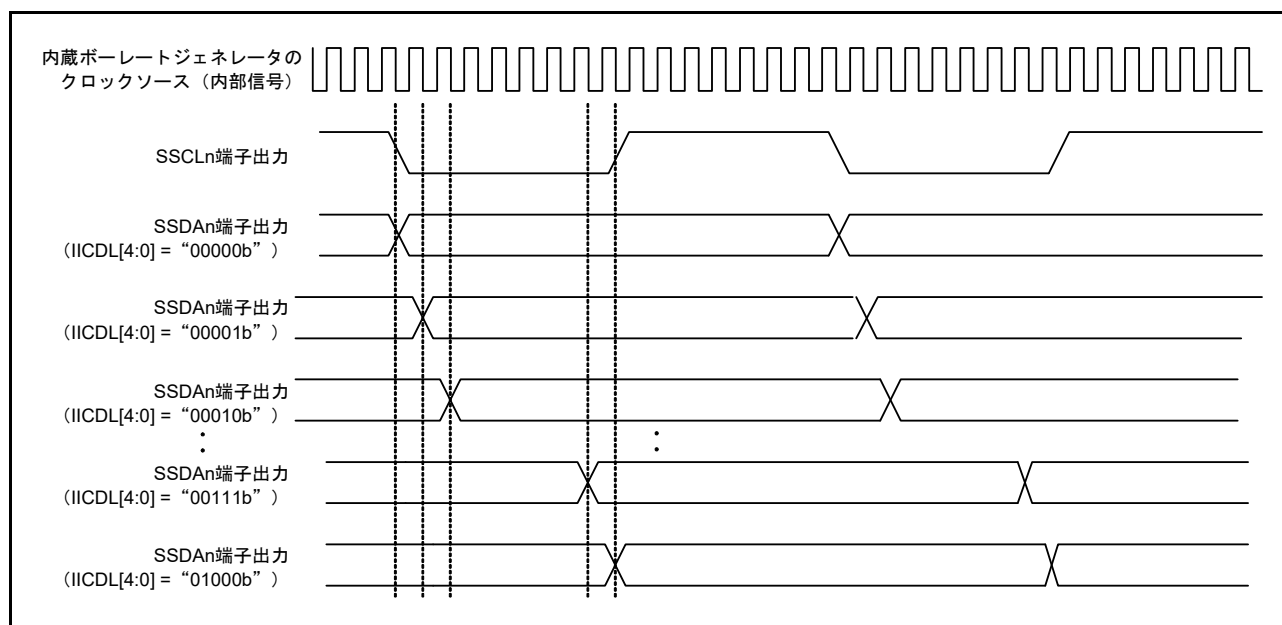 内蔵ボーレートジェネレータの
クロックソース（内部信号）
SSCLn端子出力
SSDAn端子出力
（IICDL[4:0] = “00000b”）
SSDAn端子出力
（IICDL[4:0] = “00001b”）
SSDAn端子出力
（IICDL[4:0] = “00010b”）
SSDAn端子出力
（IICDL[4:0] = “00111b”）
SSDAn端子出力
（IICDL[4:0] = “01000b”）